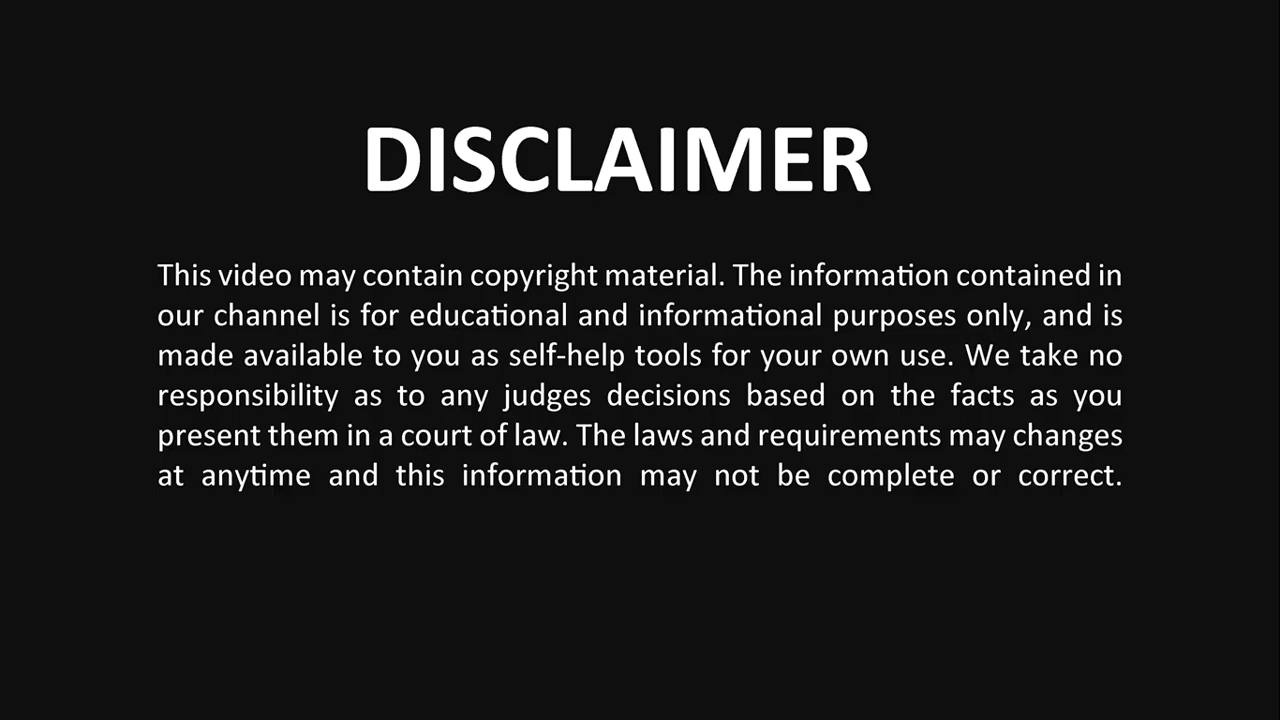 DISCLAIMER
This video may contain copyright material. The information contained in
our channel is for educational and informational purposes only, and is
made available to you as self-help tools for your own use. We take no
responsibility as to any judges decisions based on the facts as you
present them in a court of law. The laws and requirements may changes
at anytime and this information may not be complete or correct.